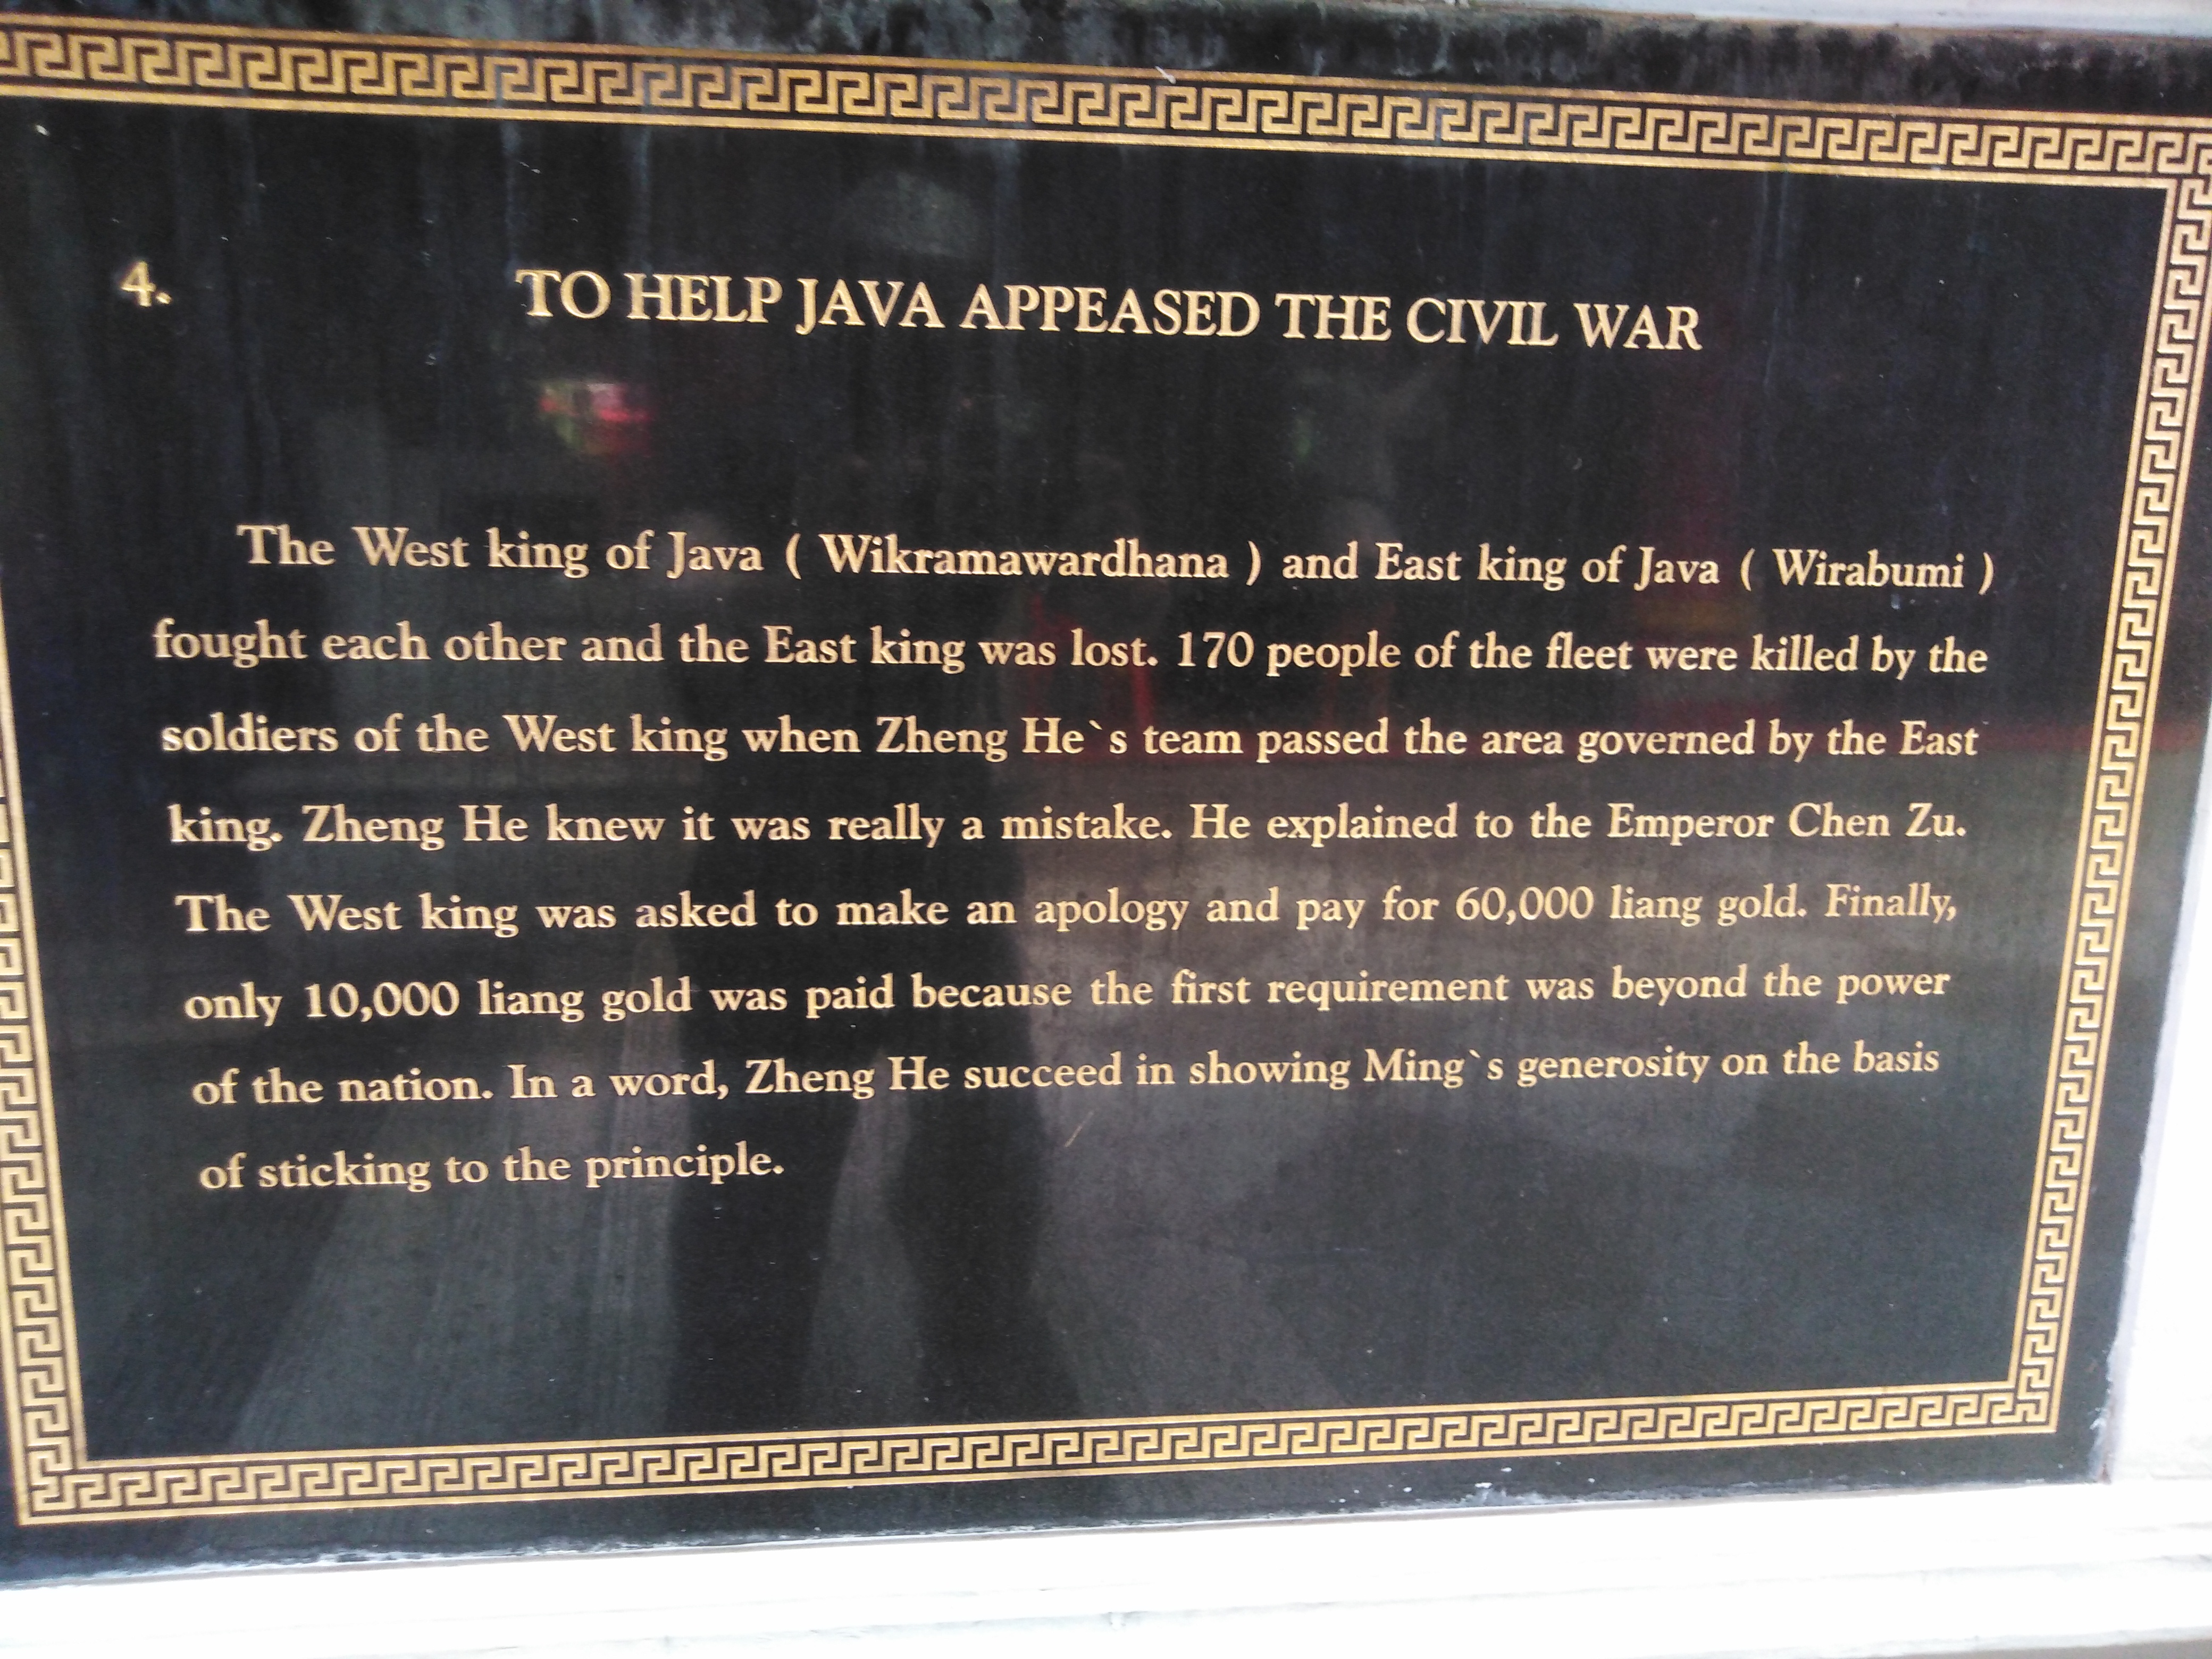 4.
TO HELP JAVA APPEASED THE CIVIL WAR
The West king of Java ( Wikramawardhana ) and East king of Java ( Wirabumi )
fought each other and the East king was lost. 170 people of the fleet were killed by the
soldiers of the West king when Zheng He`s team passed the area governed by the East
king. Zheng He knew it was really a mistake. He explained to the Emperor Chen Zu.
The West king was asked to make an apology and pay for 60,000 liang gold. Finally,
only 10,000 liang gold was paid because the first requirement was beyond the power
of the nation. In a word, Zheng He succeed in showing Ming`s generosity on the basis
of sticking to the principle.